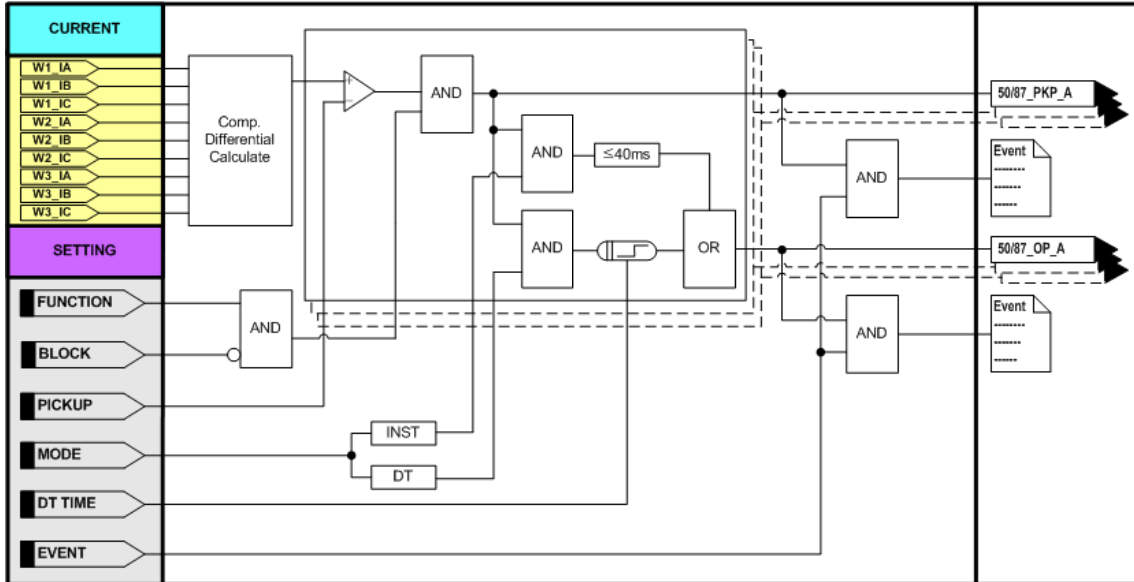 CURRENT
W1_IA
W1_IB
W1_IC
W2_IA
W2_IB
W2_IC
W3_IA
W3_IB
W3_IC
Comp.
Differential
Calculate
+
−
AND
AND
≤40ms
AND
OR
AND
50/87_PKP_A
Event
--------
-------
------
AND
50/87_OP_A
Event
--------
-------
------
AND
SETTING
FUNCTION
BLOCK
PICKUP
MODE
DT TIME
EVENT
AND
INST
DT